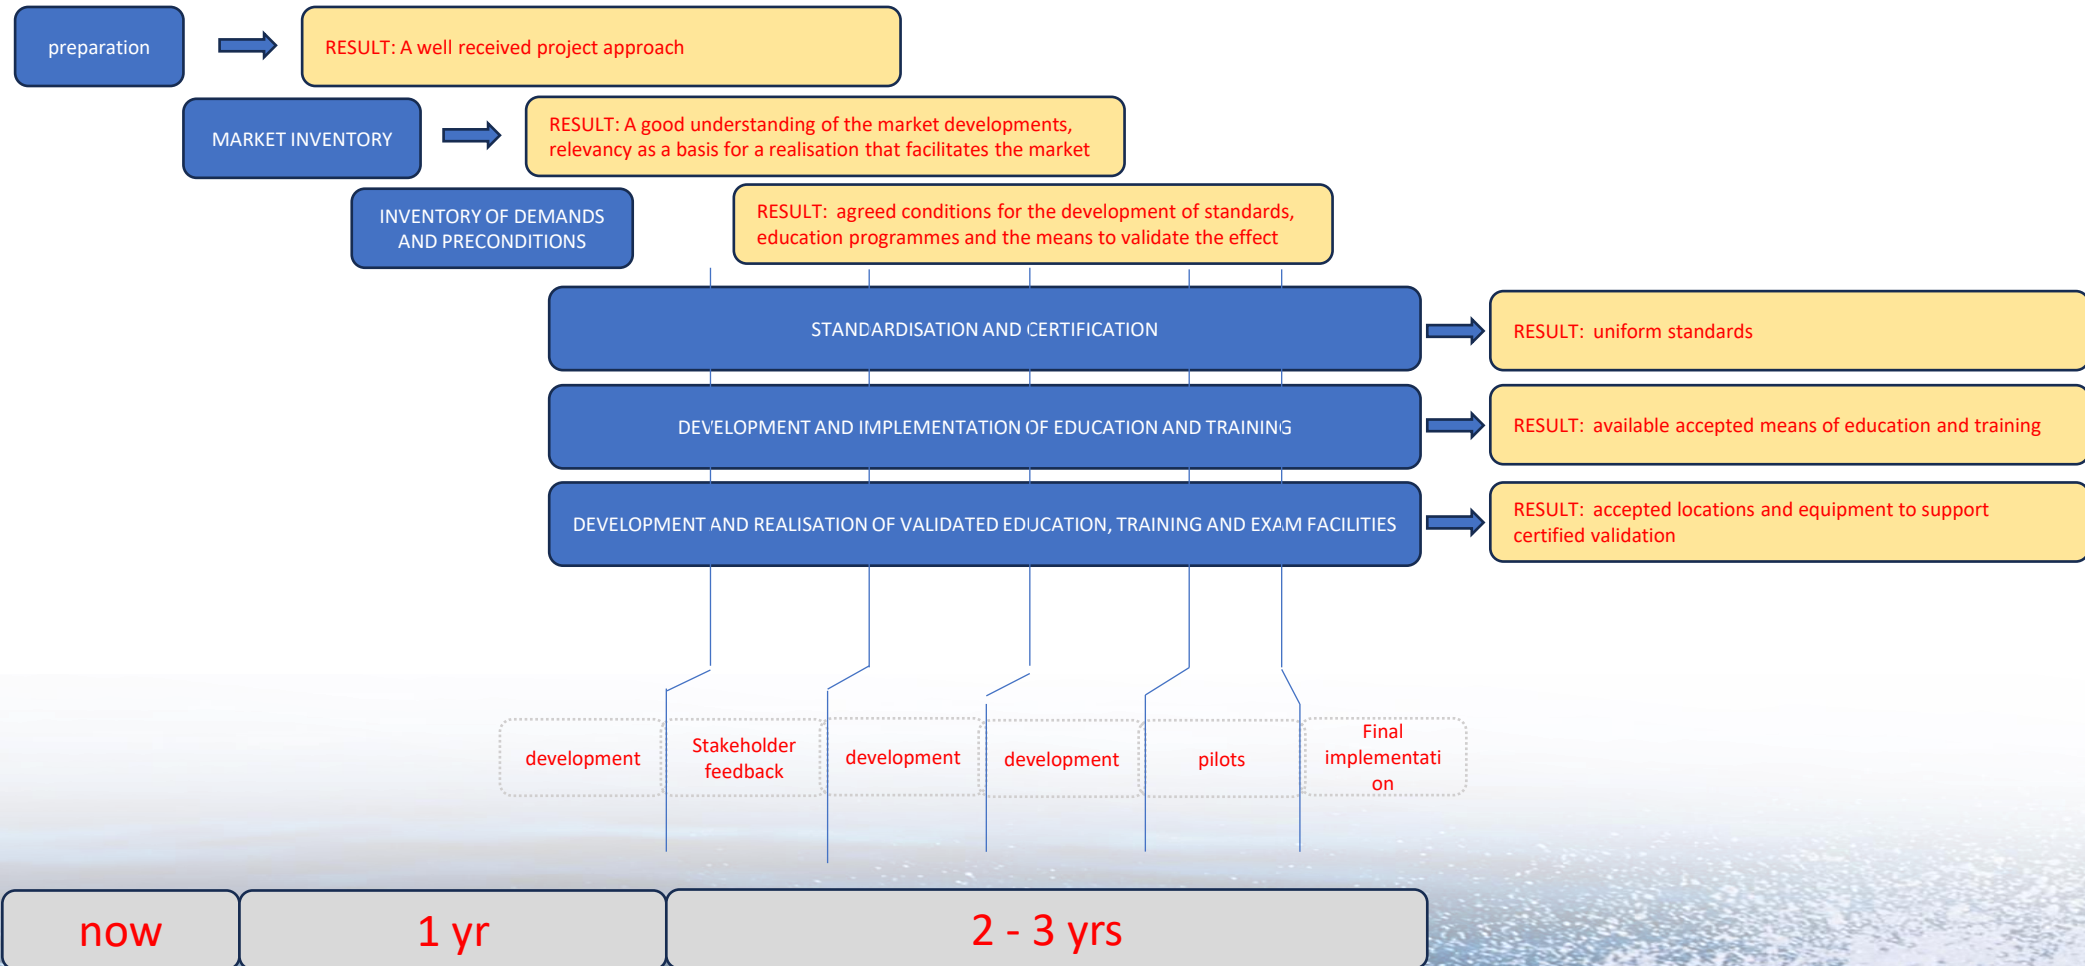 preparation
RESULT: A well received project approach
MARKET INVENTORY
RESULT: A good understanding of the market developments,
relevancy as a basis for a realisation that facilitates the market
INVENTORY OF DEMANDS
AND PRECONDITIONS
RESULT: agreed conditions for the development of standards,
education programmes and the means to validate the effect
STANDARDISATION AND CERTIFICATION
RESULT: uniform standards
DEVELOPMENT AND IMPLEMENTATION OF EDUCATION AND TRAINING
RESULT: available accepted means of education and training
DEVELOPMENT AND REALISATION OF VALIDATED EDUCATION, TRAINING AND EXAM FACILITIES
RESULT: accepted locations and equipment to support
certified validation
development
Stakeholder
feedback
development
development
pilots
Final
implementati
on
now
1 yr
2 - 3 yrs